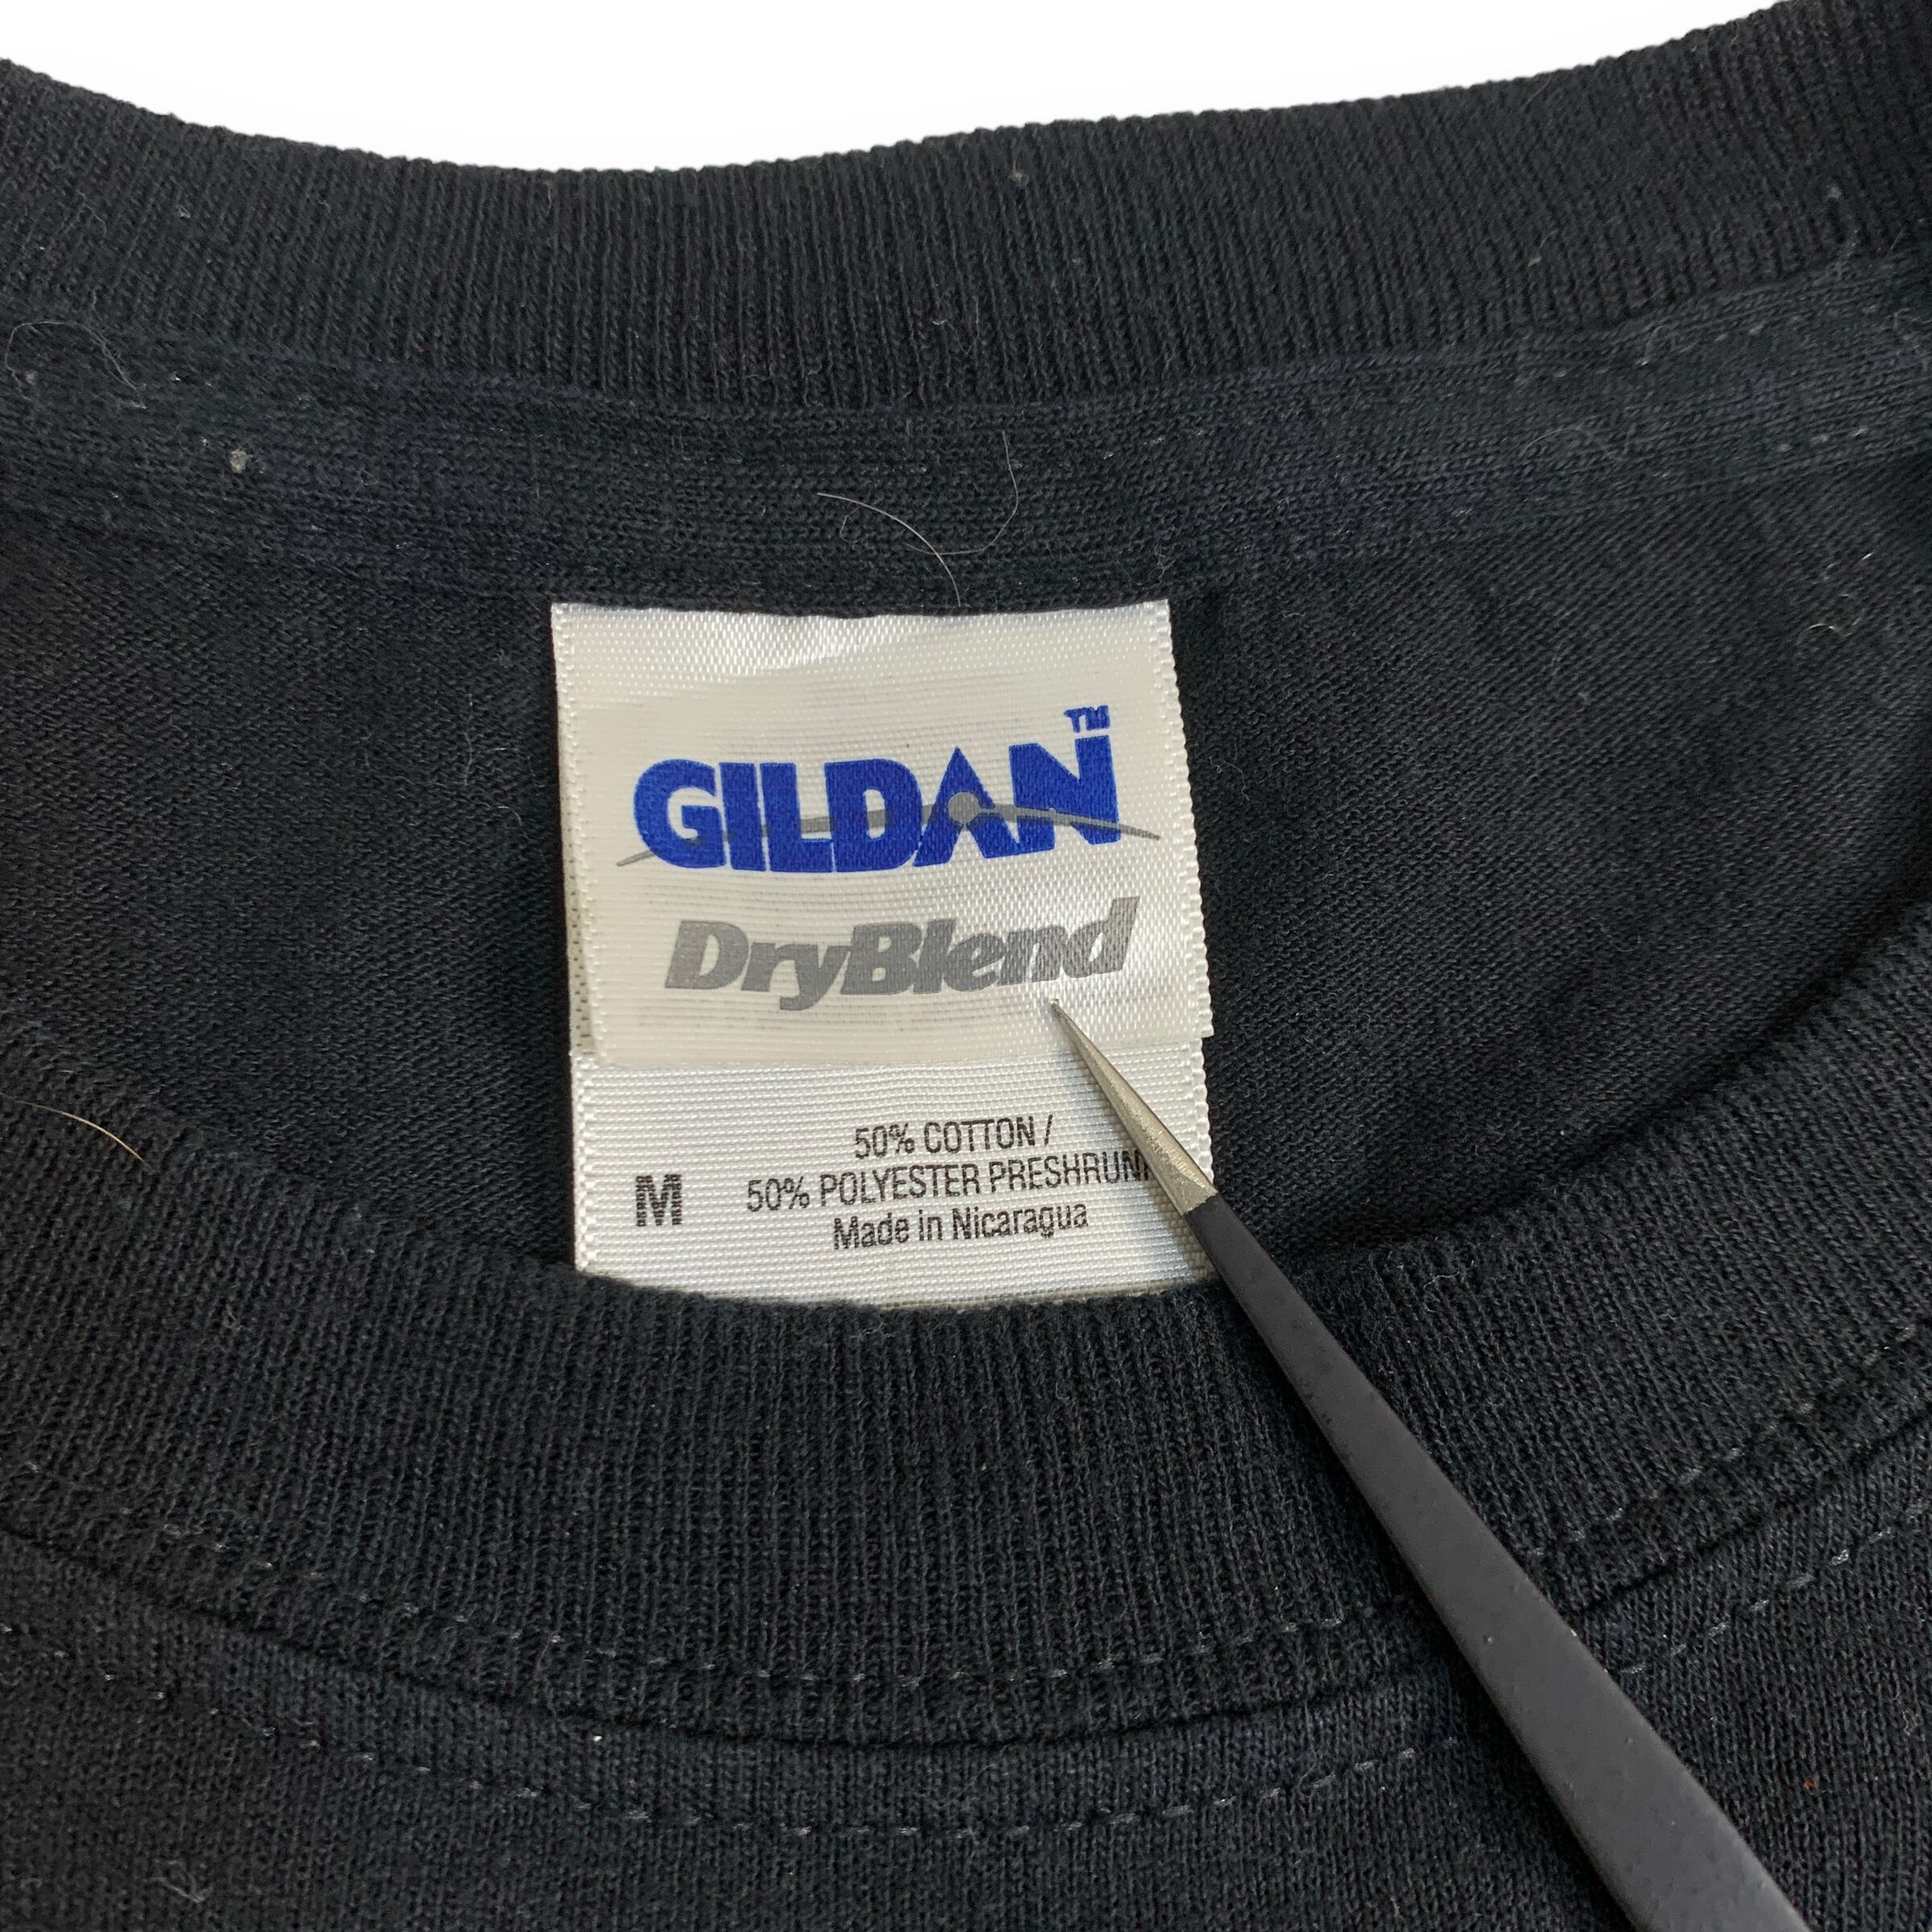 GILDAN™
DryBlend
50% COTTON /
M 50% POLYESTER PRESHRUNK
Made in Nicaragua